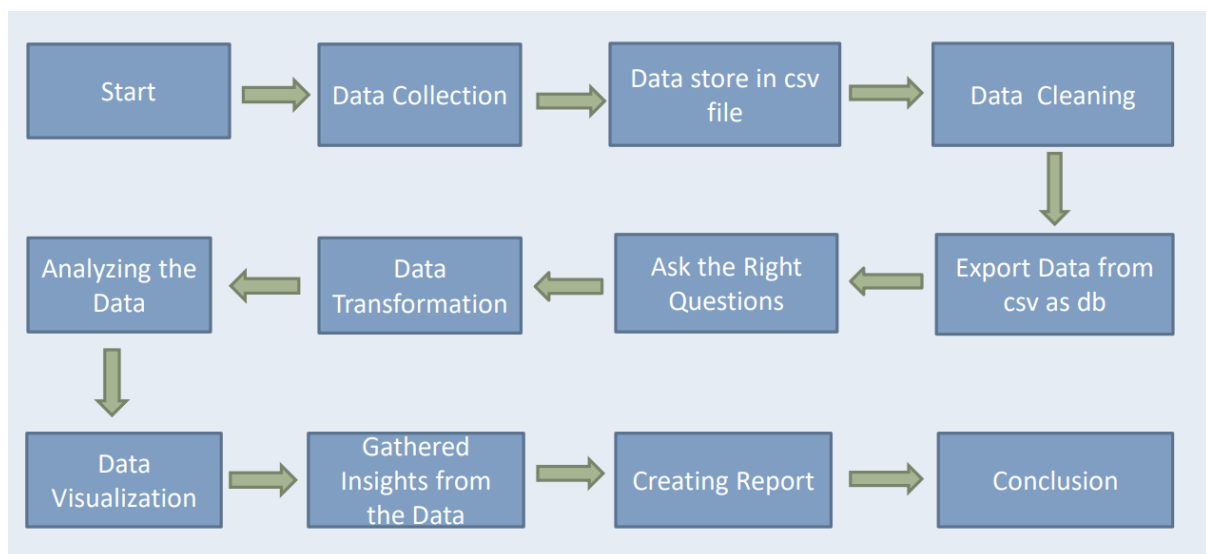 Start
Data Collection
Data store in csv
file
Data Cleaning
Analyzing the
Data
Data
Transformation
Ask the Right
Questions
Export Data from
csv as db
Data
Visualization
Gathered
Insights from
the Data
Creating Report
Conclusion